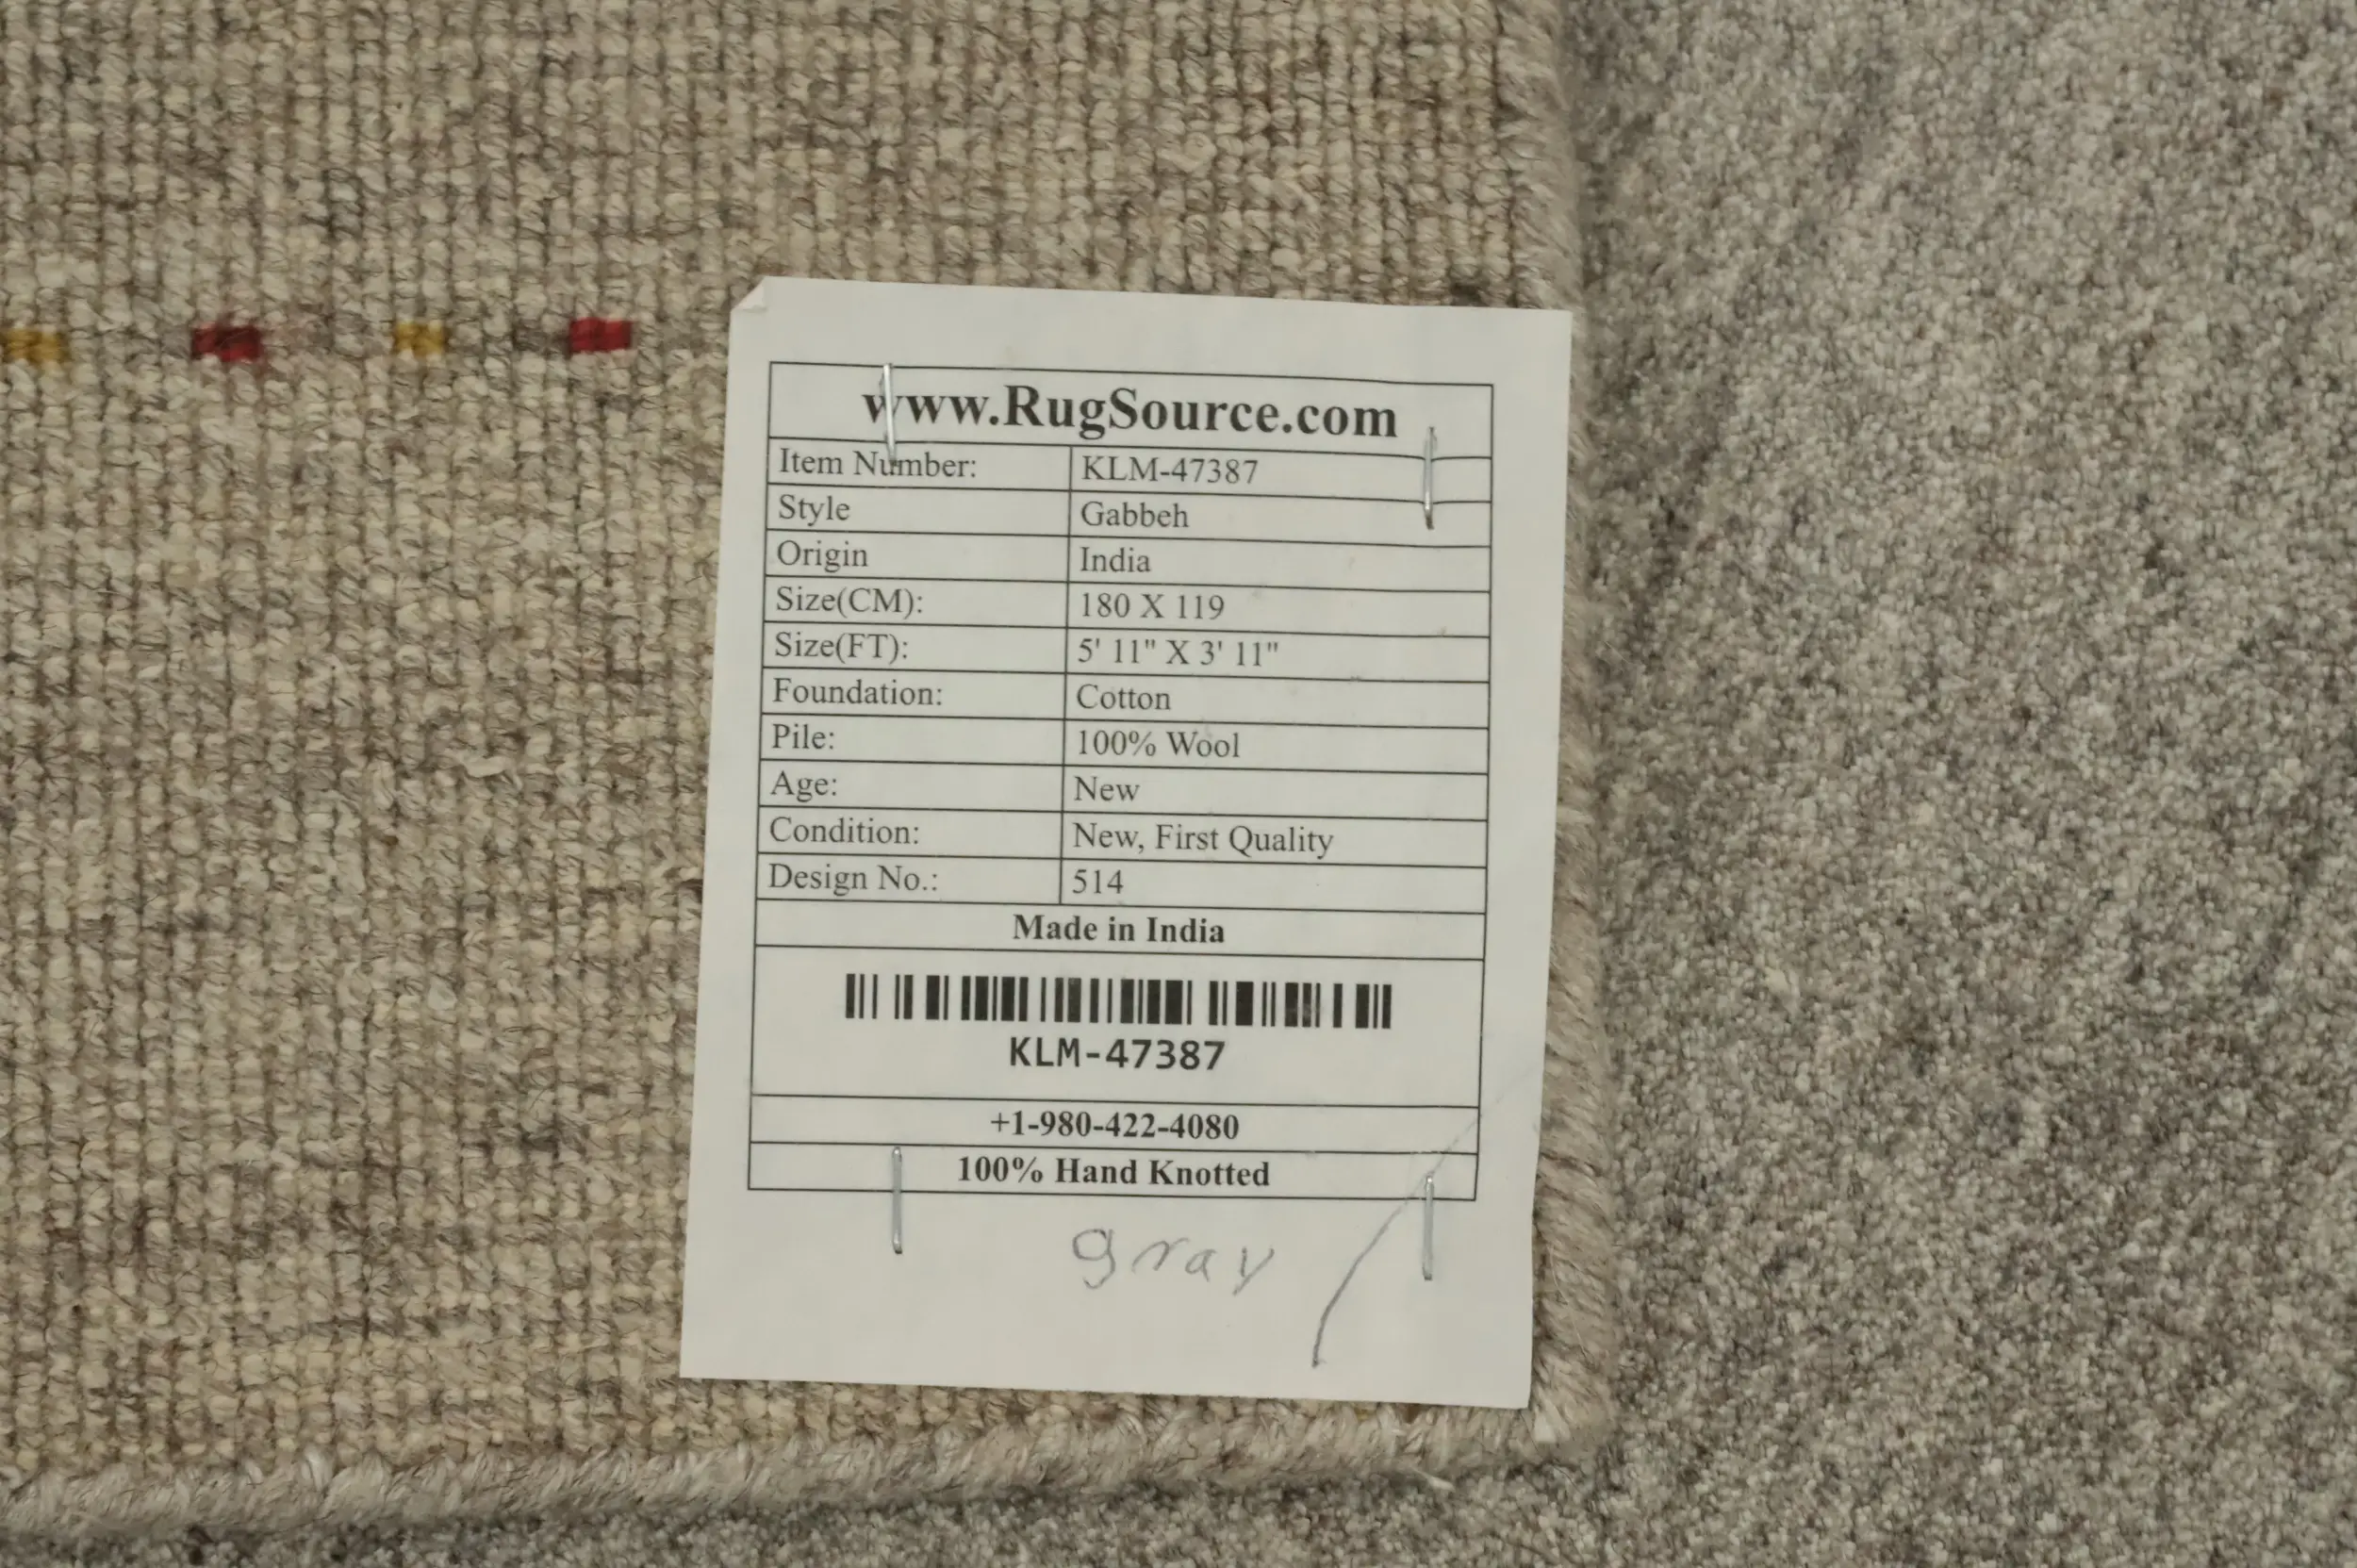 www.RugSource.com
Item Number: KLM-47387
Style Gabbeh
Origin India
Size(CM): 180 X 119
Size(FT): 5' 11" X 3' 11"
Foundation: Cotton
Pile: 100% Wool
Age: New
Condition: New, First Quality
Design No.: 514
Made in India
KLM-47387
+1-980-422-4080
100% Hand Knotted
gray